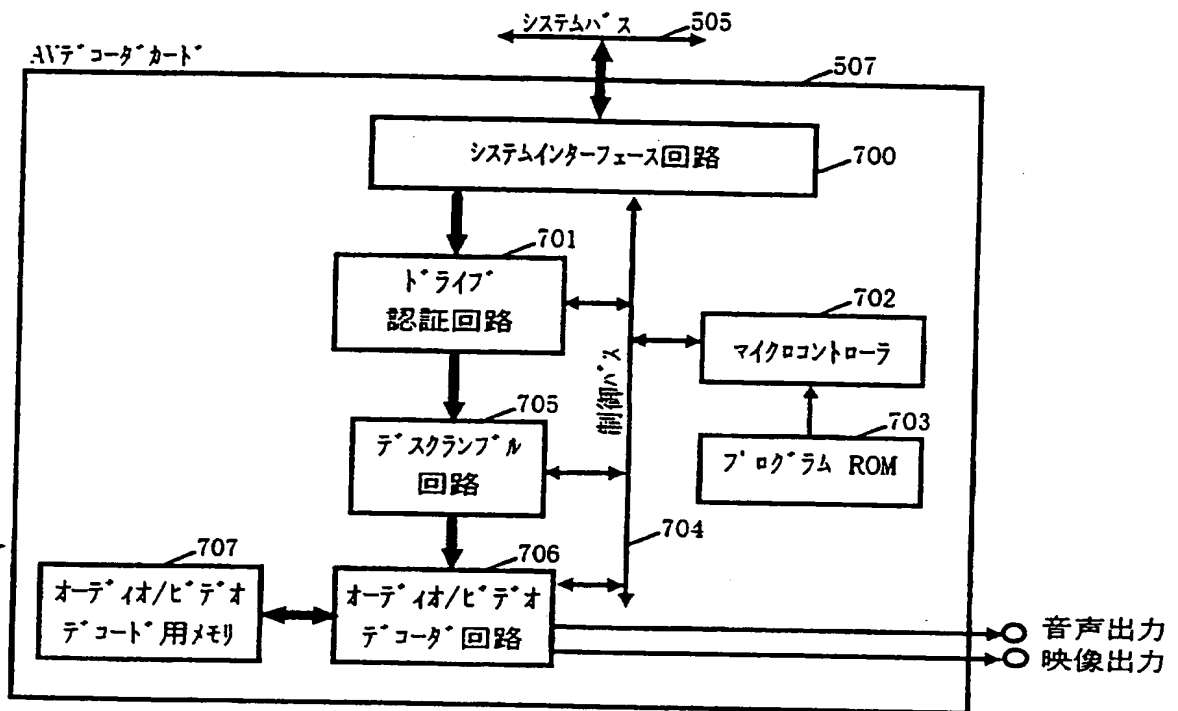 システムバス
505
AVデコーダカード
507
システムインターフェース回路
700
701
ドライブ
認証回路
702
マイクロコントローラ
制御バス
705
デスクランブル
回路
703
プログラム ROM
704
707
オーディオ/ビデオ
デコード用メモリ
706
オーディオ/ビデオ
デコーダ回路
音声出力
映像出力